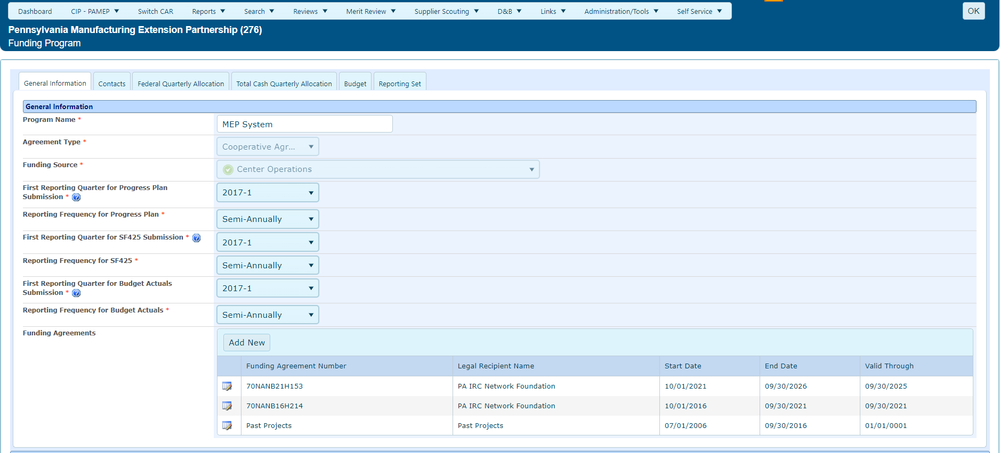 Dashboard CIP - PAMEP Switch CAR Reports Search Reviews Merit Review Supplier Scouting D&B Links Administration/Tools Self Service OK
Pennsylvania Manufacturing Extension Partnership (276)
Funding Program
General Information Contacts Federal Quarterly Allocation Total Cash Quarterly Allocation Budget Reporting Set
General Information
Program Name * MEP System
Agreement Type * Cooperative Agr...
Funding Source * Center Operations
First Reporting Quarter for Progress Plan
Submission * ? 2017-1
Reporting Frequency for Progress Plan * Semi-Annually
First Reporting Quarter for SF425 Submission * ? 2017-1
Reporting Frequency for SF425 * Semi-Annually
First Reporting Quarter for Budget Actuals
Submission * ? 2017-1
Reporting Frequency for Budget Actuals * Semi-Annually
Funding Agreements
Add New
Funding Agreement Number Legal Recipient Name Start Date End Date Valid Through
70NANB21H153 PA IRC Network Foundation 10/01/2021 09/30/2026 09/30/2025
70NANB16H214 PA IRC Network Foundation 10/01/2016 09/30/2021 09/30/2021
Past Projects Past Projects 07/01/2006 09/30/2016 01/01/0001